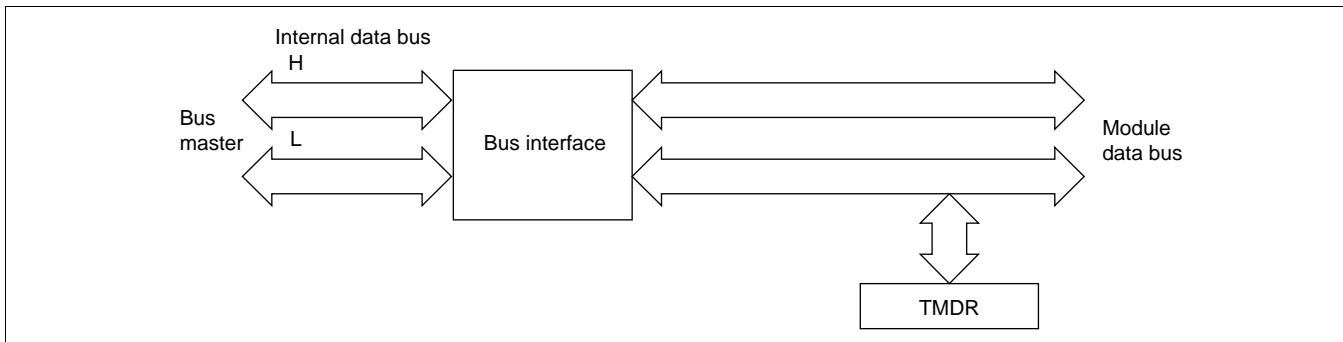 Internal data bus
H
Bus
master
L
Bus interface
Module
data bus
TMDR